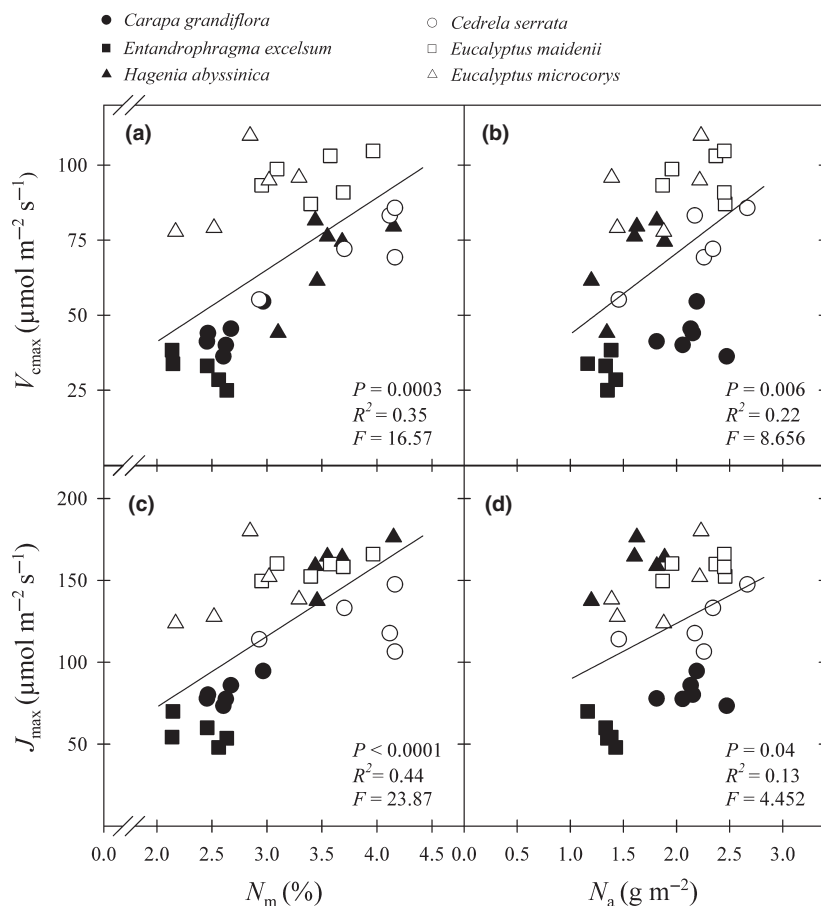 Carapa grandiflora
Entandrophragma excelsum
Hagenia abyssinica
Cedrela serrata
Eucalyptus maidenii
Eucalyptus microcorys
(a)
(b)
100
75
50
25
V_cmax (µmol m⁻² s⁻¹)
P = 0.0003
R² = 0.35
F = 16.57
P = 0.006
R² = 0.22
F = 8.656
(c)
(d)
200
150
100
50
J_max (µmol m⁻² s⁻¹)
P < 0.0001
R² = 0.44
F = 23.87
P = 0.04
R² = 0.13
F = 4.452
0.0 2.0 2.5 3.0 3.5 4.0 4.5
0.0 0.5 1.0 1.5 2.0 2.5 3.0
N_m (%)
N_a (g m⁻²)